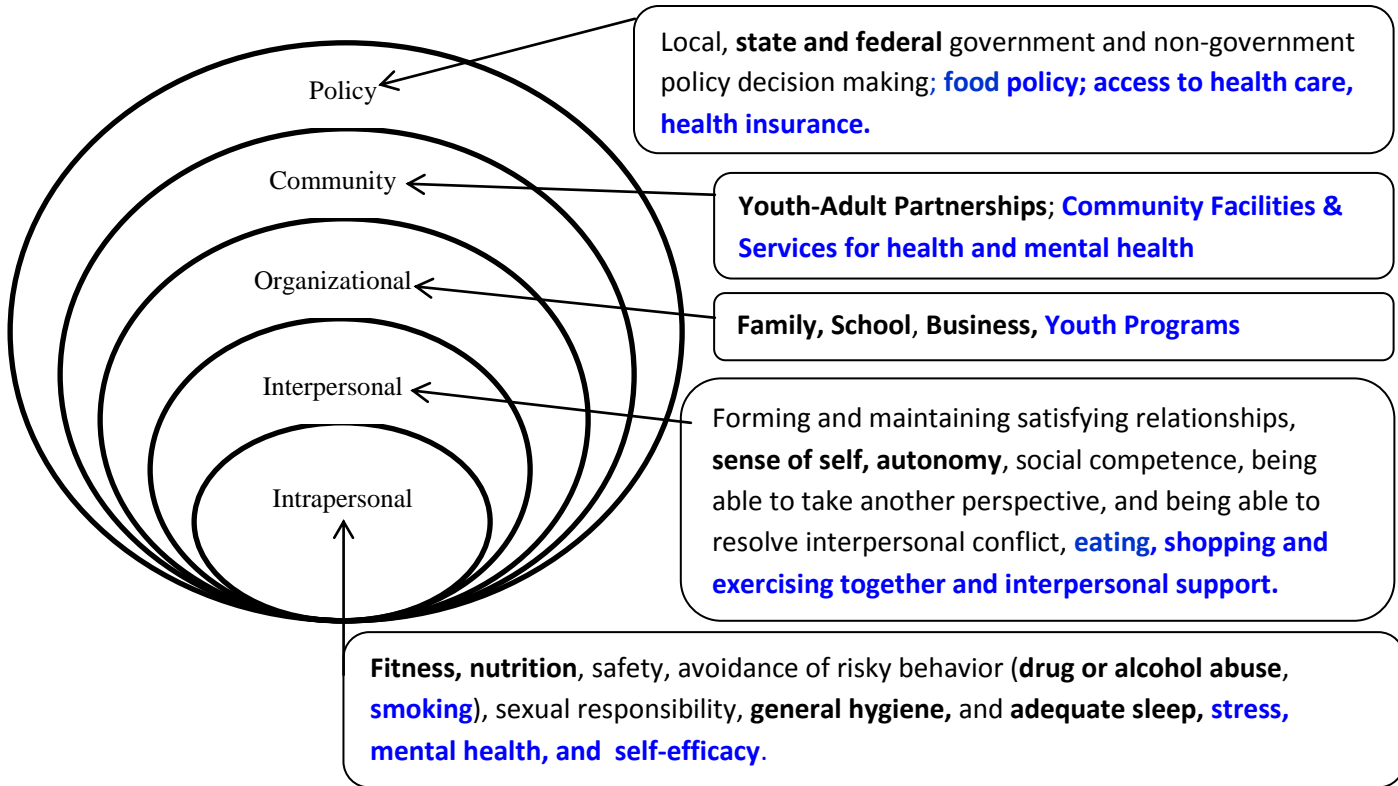 Policy
Local, state and federal government and non-government
policy decision making; food policy; access to health care,
health insurance.
Community
Youth-Adult Partnerships; Community Facilities &
Services for health and mental health
Organizational
Family, School, Business, Youth Programs
Interpersonal
Forming and maintaining satisfying relationships,
sense of self, autonomy, social competence, being
able to take another perspective, and being able to
resolve interpersonal conflict, eating, shopping and
exercising together and interpersonal support.
Intrapersonal
Fitness, nutrition, safety, avoidance of risky behavior (drug or alcohol abuse,
smoking), sexual responsibility, general hygiene, and adequate sleep, stress,
mental health, and  self-efficacy.